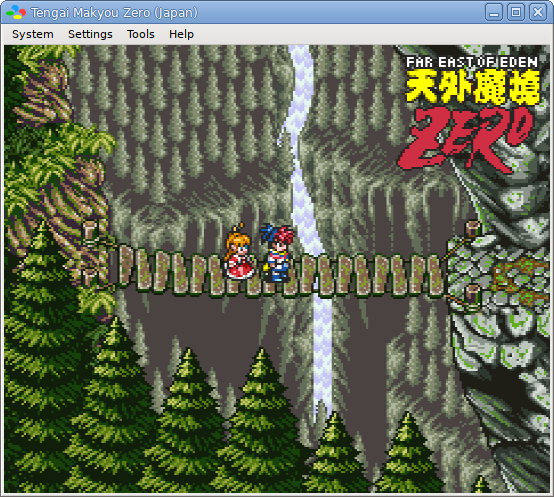 Tengai Makyou Zero (Japan)
System Settings Tools Help
FAR EAST OF EDEN
天外魔境
ZERO